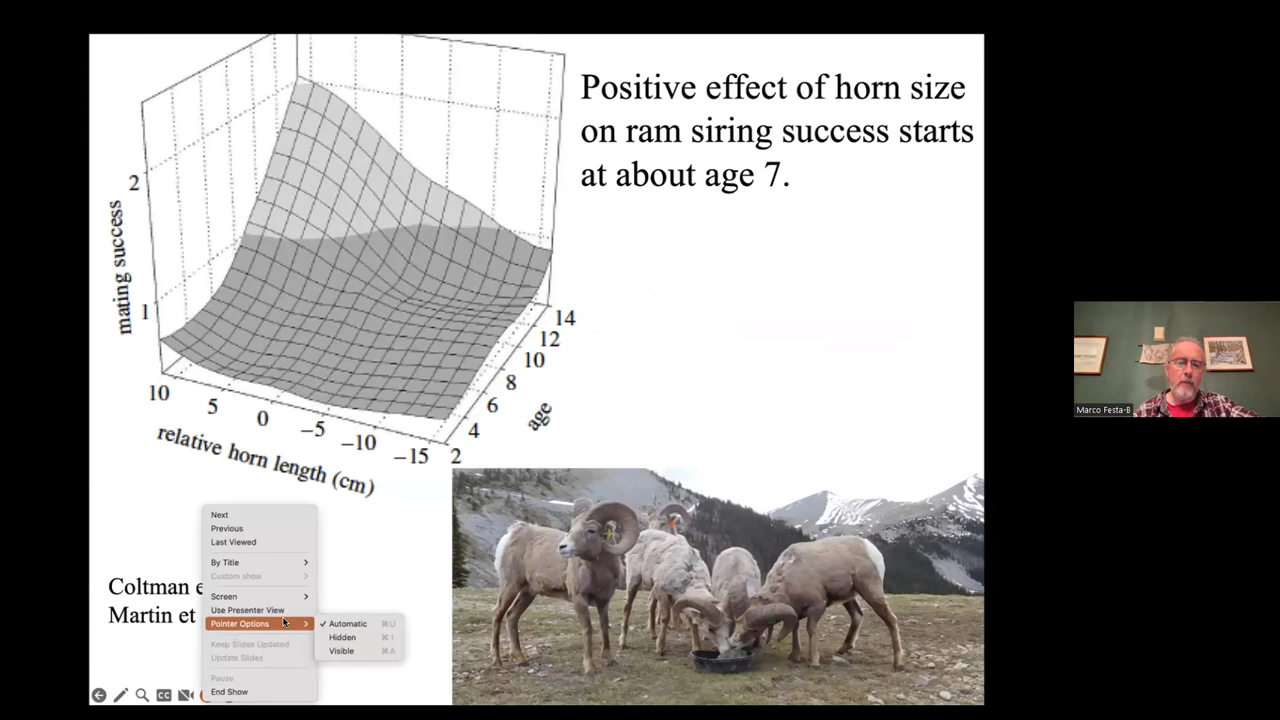 Positive effect of horn size
on ram siring success starts
at about age 7.
mating success
2
1
10
5
0
−5
−10
−15
relative horn length (cm)
2
4
6
8
10
12
14
age
Coltman e
Martin et
Next
Previous
Last Viewed
By Title
Custom show
Screen
Use Presenter View
Pointer Options
Keep Slides Updated
Update Slides
Pause
End Show
✓ Automatic ⌘U
Hidden ⌘I
Visible ⌘A
CC
Marco Festa-B